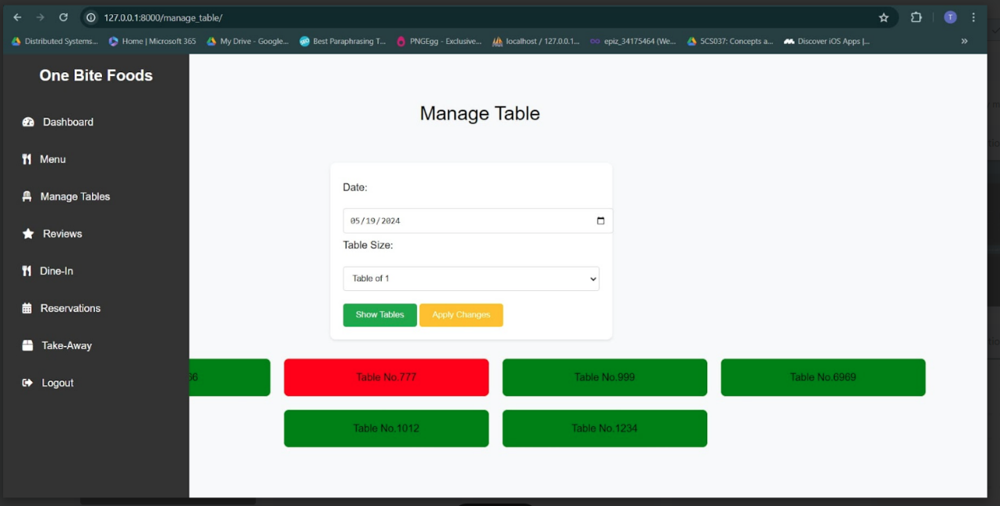 127.0.0.1:8000/manage_table/
T
Distributed Systems... Home | Microsoft 365 My Drive - Google... Best Paraphrasing T... PNGEgg - Exclusive... localhost / 127.0.0.1... epiz_34175464 (We... 5CS037: Concepts a... Discover iOS Apps |... »
One Bite Foods
Dashboard
Menu
Manage Tables
Reviews
Dine-In
Reservations
Take-Away
Logout
Manage Table
Date:
05/19/2024
Table Size:
Table of 1
Show Tables Apply Changes
66 Table No.777 Table No.999 Table No.6969
Table No.1012 Table No.1234